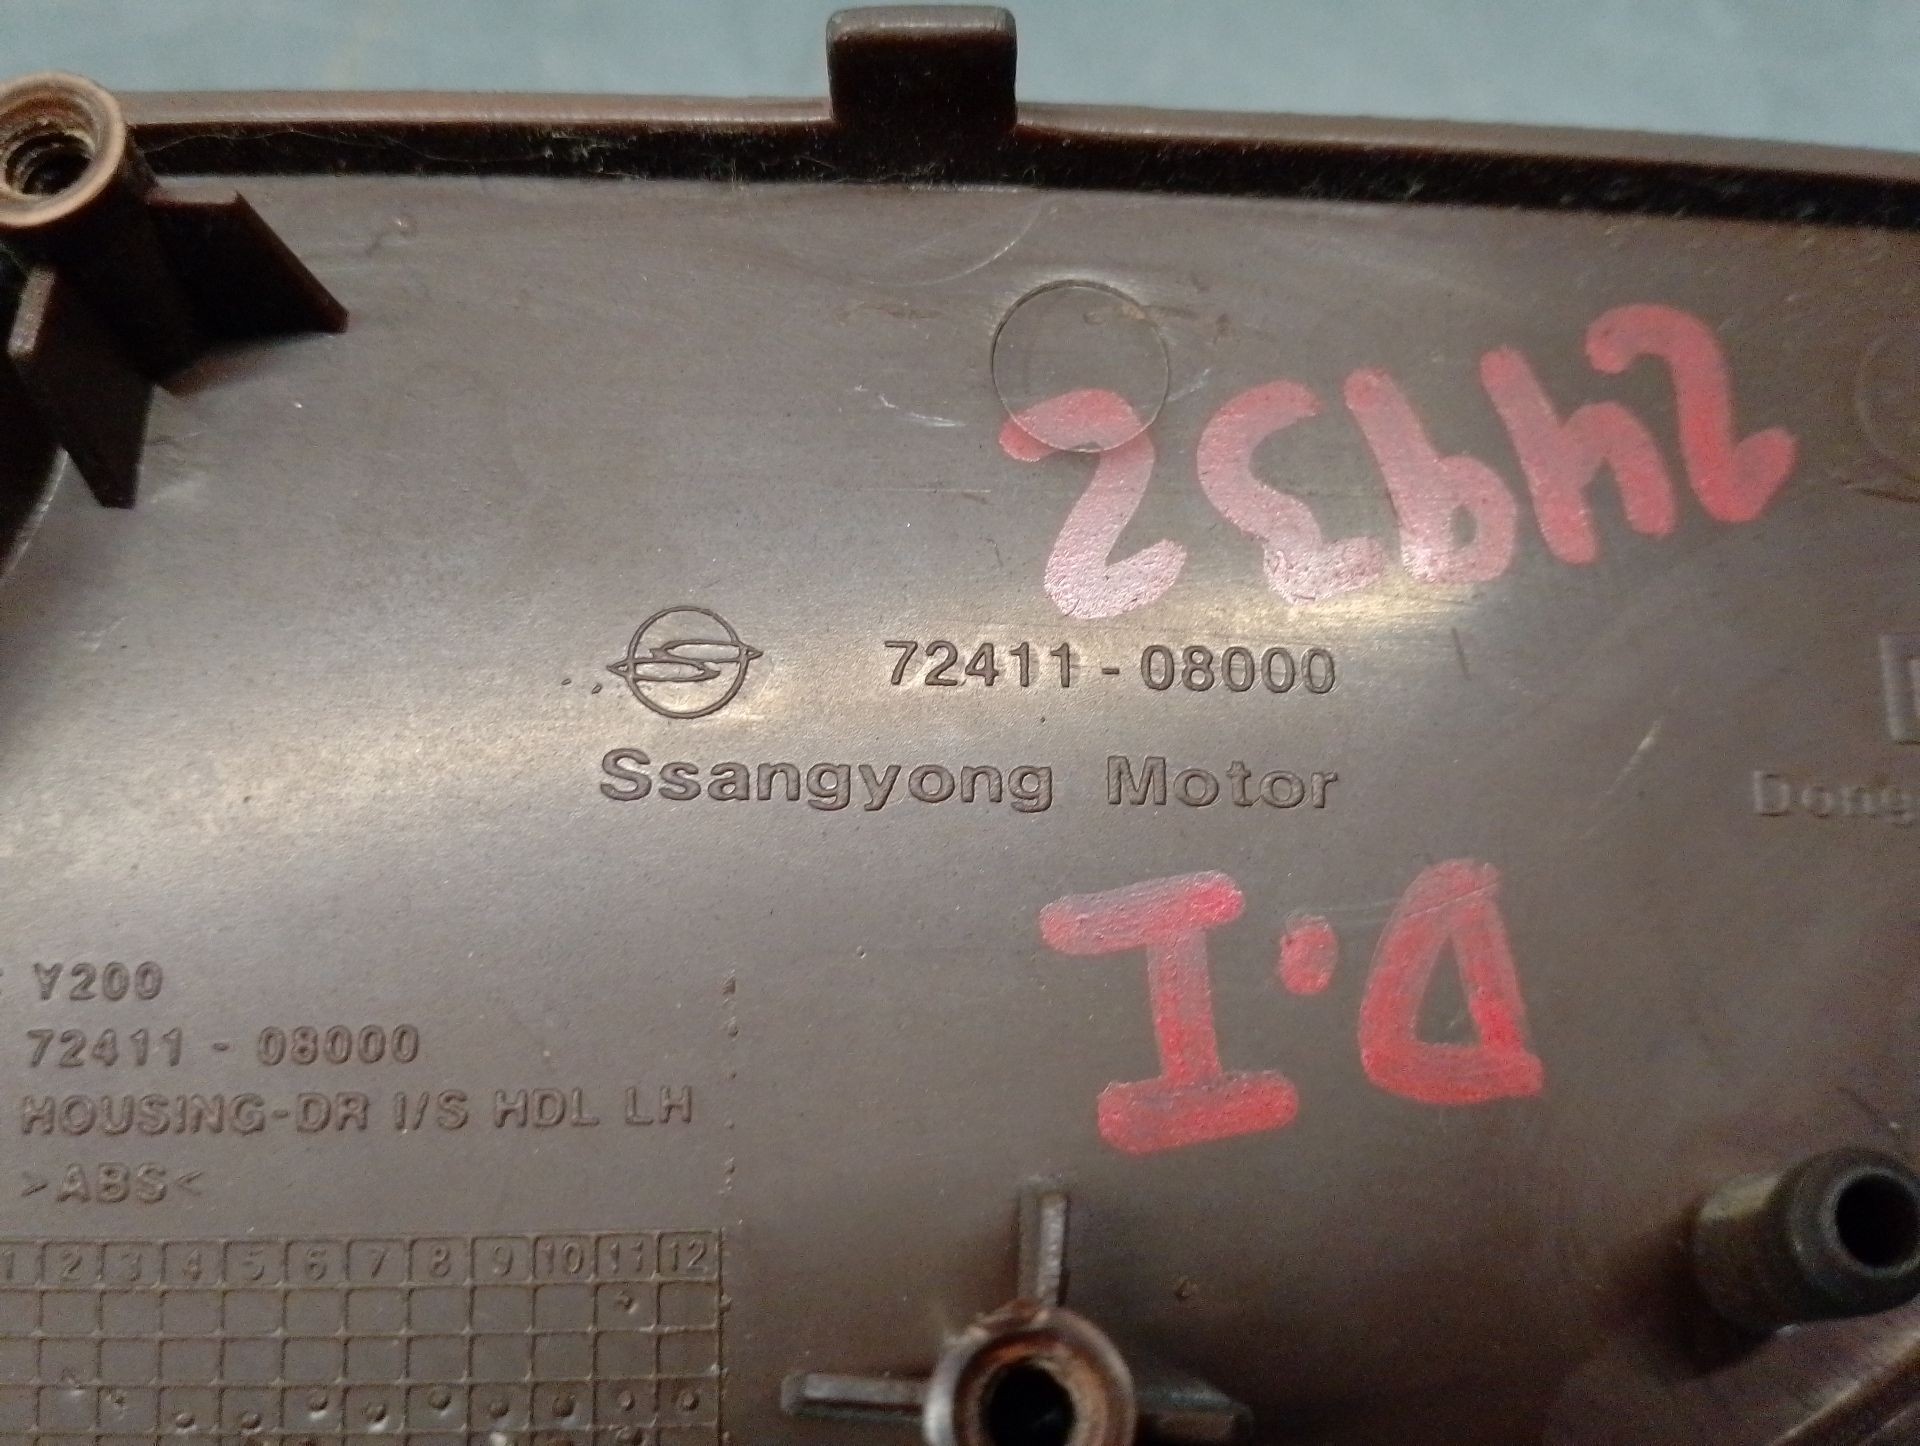 24932
72411-08000
Ssangyong Motor
Dong
D.I
Y200
72411-08000
HOUSING-DR I/S HDL LH
>ABS<
1 2 3 4 5 6 7 8 9 10 11 12